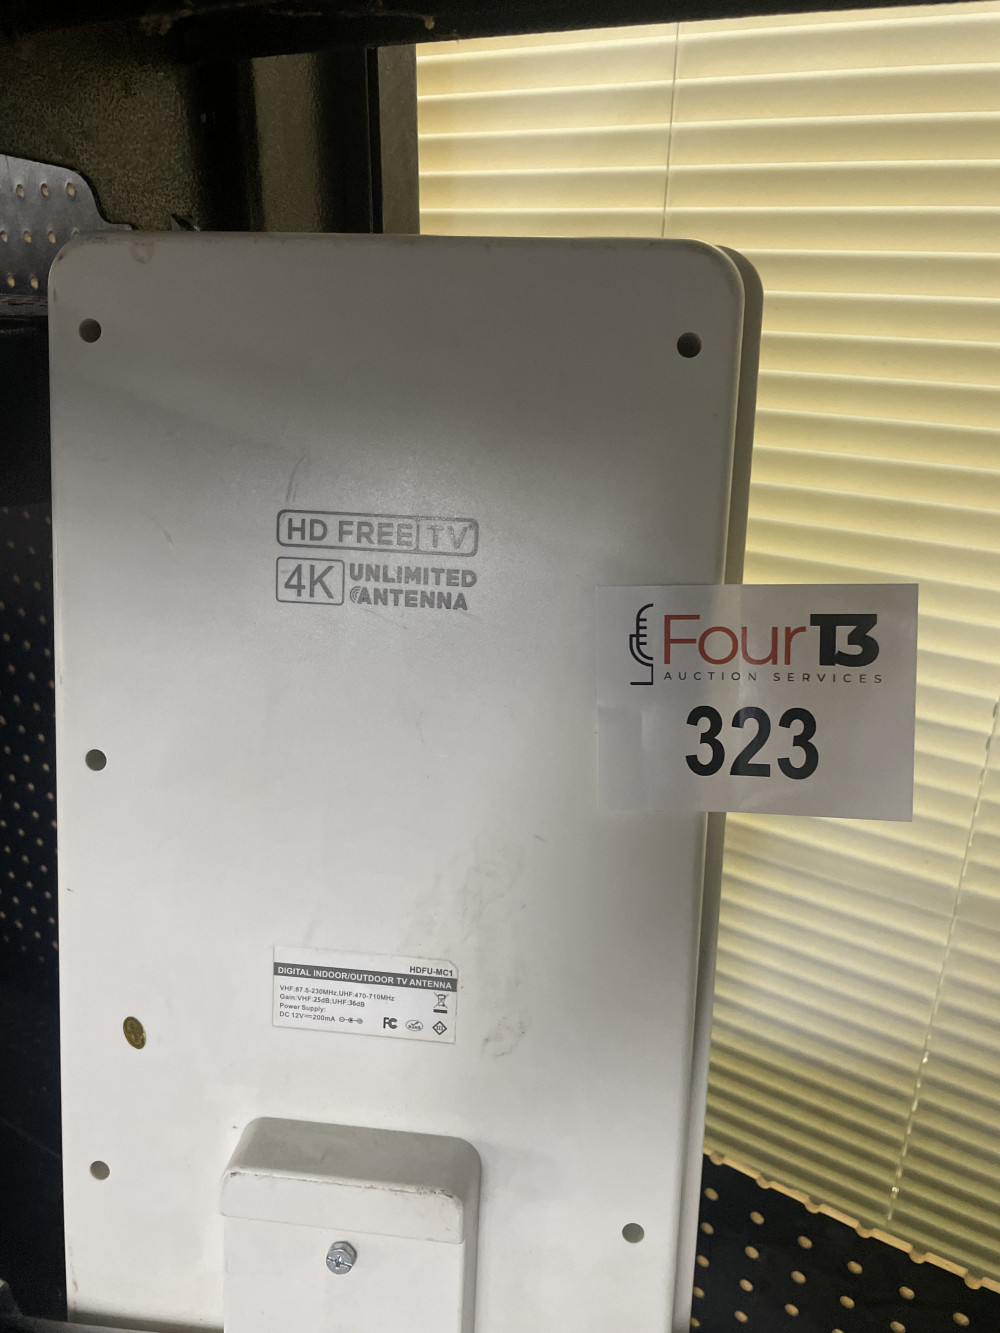 HD FREE TV
4K UNLIMITED
ANTENNA
FourT3
AUCTION SERVICES
323
HDFU-MC1
DIGITAL INDOOR/OUTDOOR TV ANTENNA
VHF:87.5-230MHz,UHF:470-710MHz
Gain:VHF:25dB;UHF:36dB
Power Supply:
DC 12V⎓200mA
FC